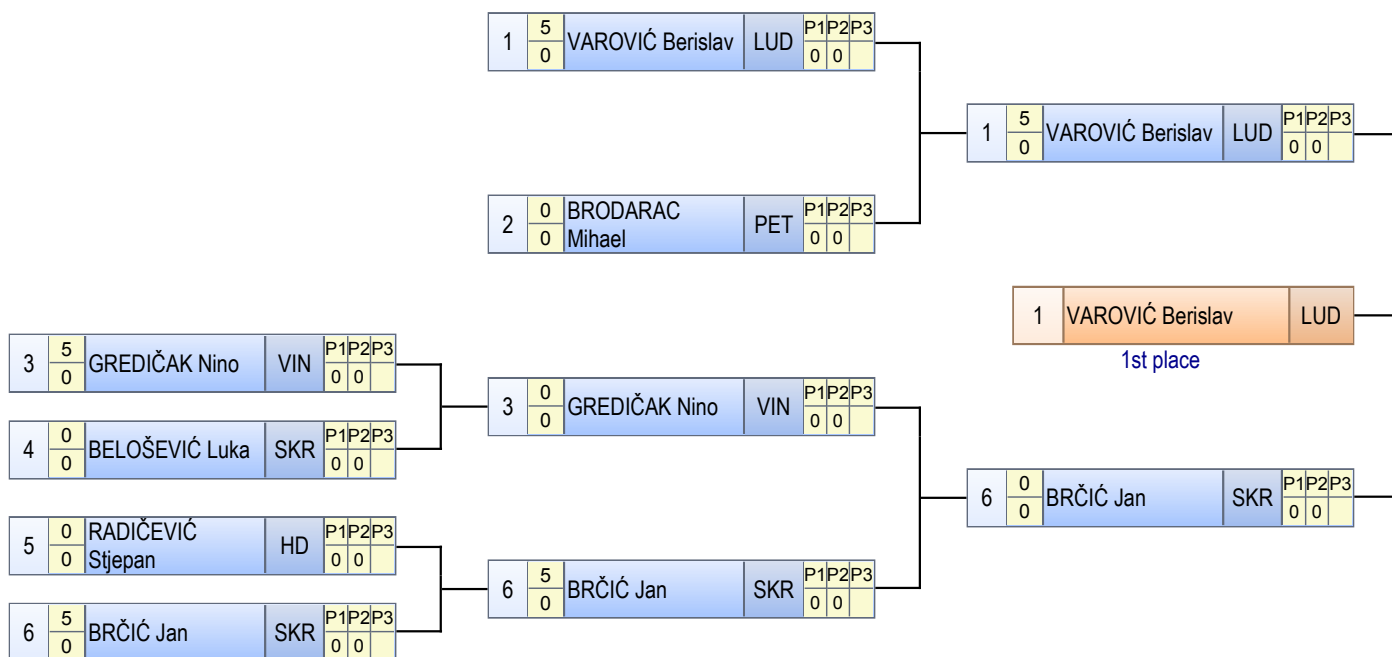 1 5 0 VAROVIĆ Berislav LUD P1 P2 P3 0 0
1 5 0 VAROVIĆ Berislav LUD P1 P2 P3 0 0
2 0 0 BRODARAC
Mihael PET P1 P2 P3 0 0
1 VAROVIĆ Berislav LUD
1st place
3 5 0 GREDIČAK Nino VIN P1 P2 P3 0 0
3 0 0 GREDIČAK Nino VIN P1 P2 P3 0 0
4 0 0 BELOŠEVIĆ Luka SKR P1 P2 P3 0 0
6 0 0 BRČIĆ Jan SKR P1 P2 P3 0 0
5 0 0 RADIČEVIĆ
Stjepan HD P1 P2 P3 0 0
6 5 0 BRČIĆ Jan SKR P1 P2 P3 0 0
6 5 0 BRČIĆ Jan SKR P1 P2 P3 0 0